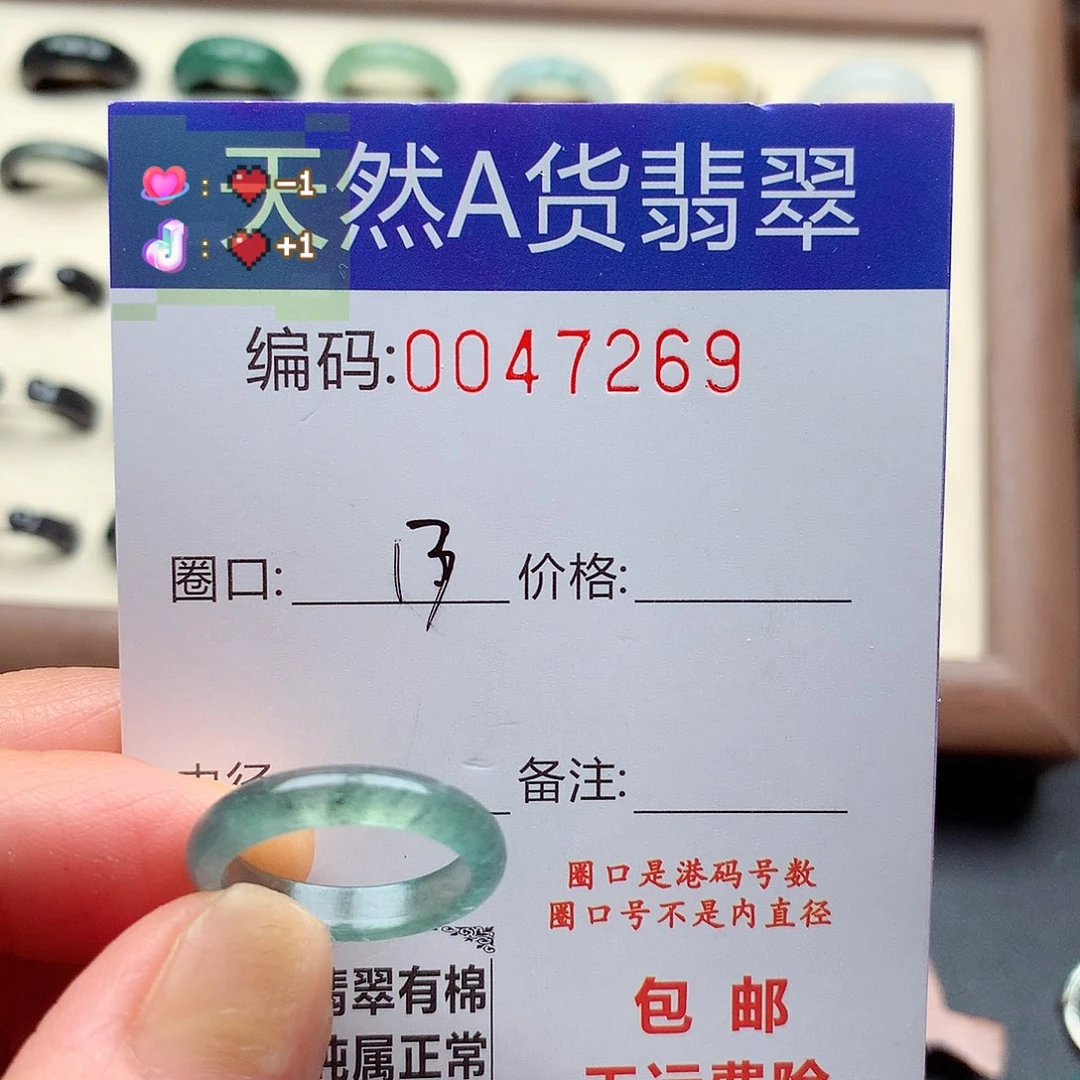 天然A货翡翠
: -1
: +1
编码:0047269
圈口: 13 价格:
内径 备注:
圈口是港码号数
圈口号不是内直径
翡翠有棉
纯属正常
包邮